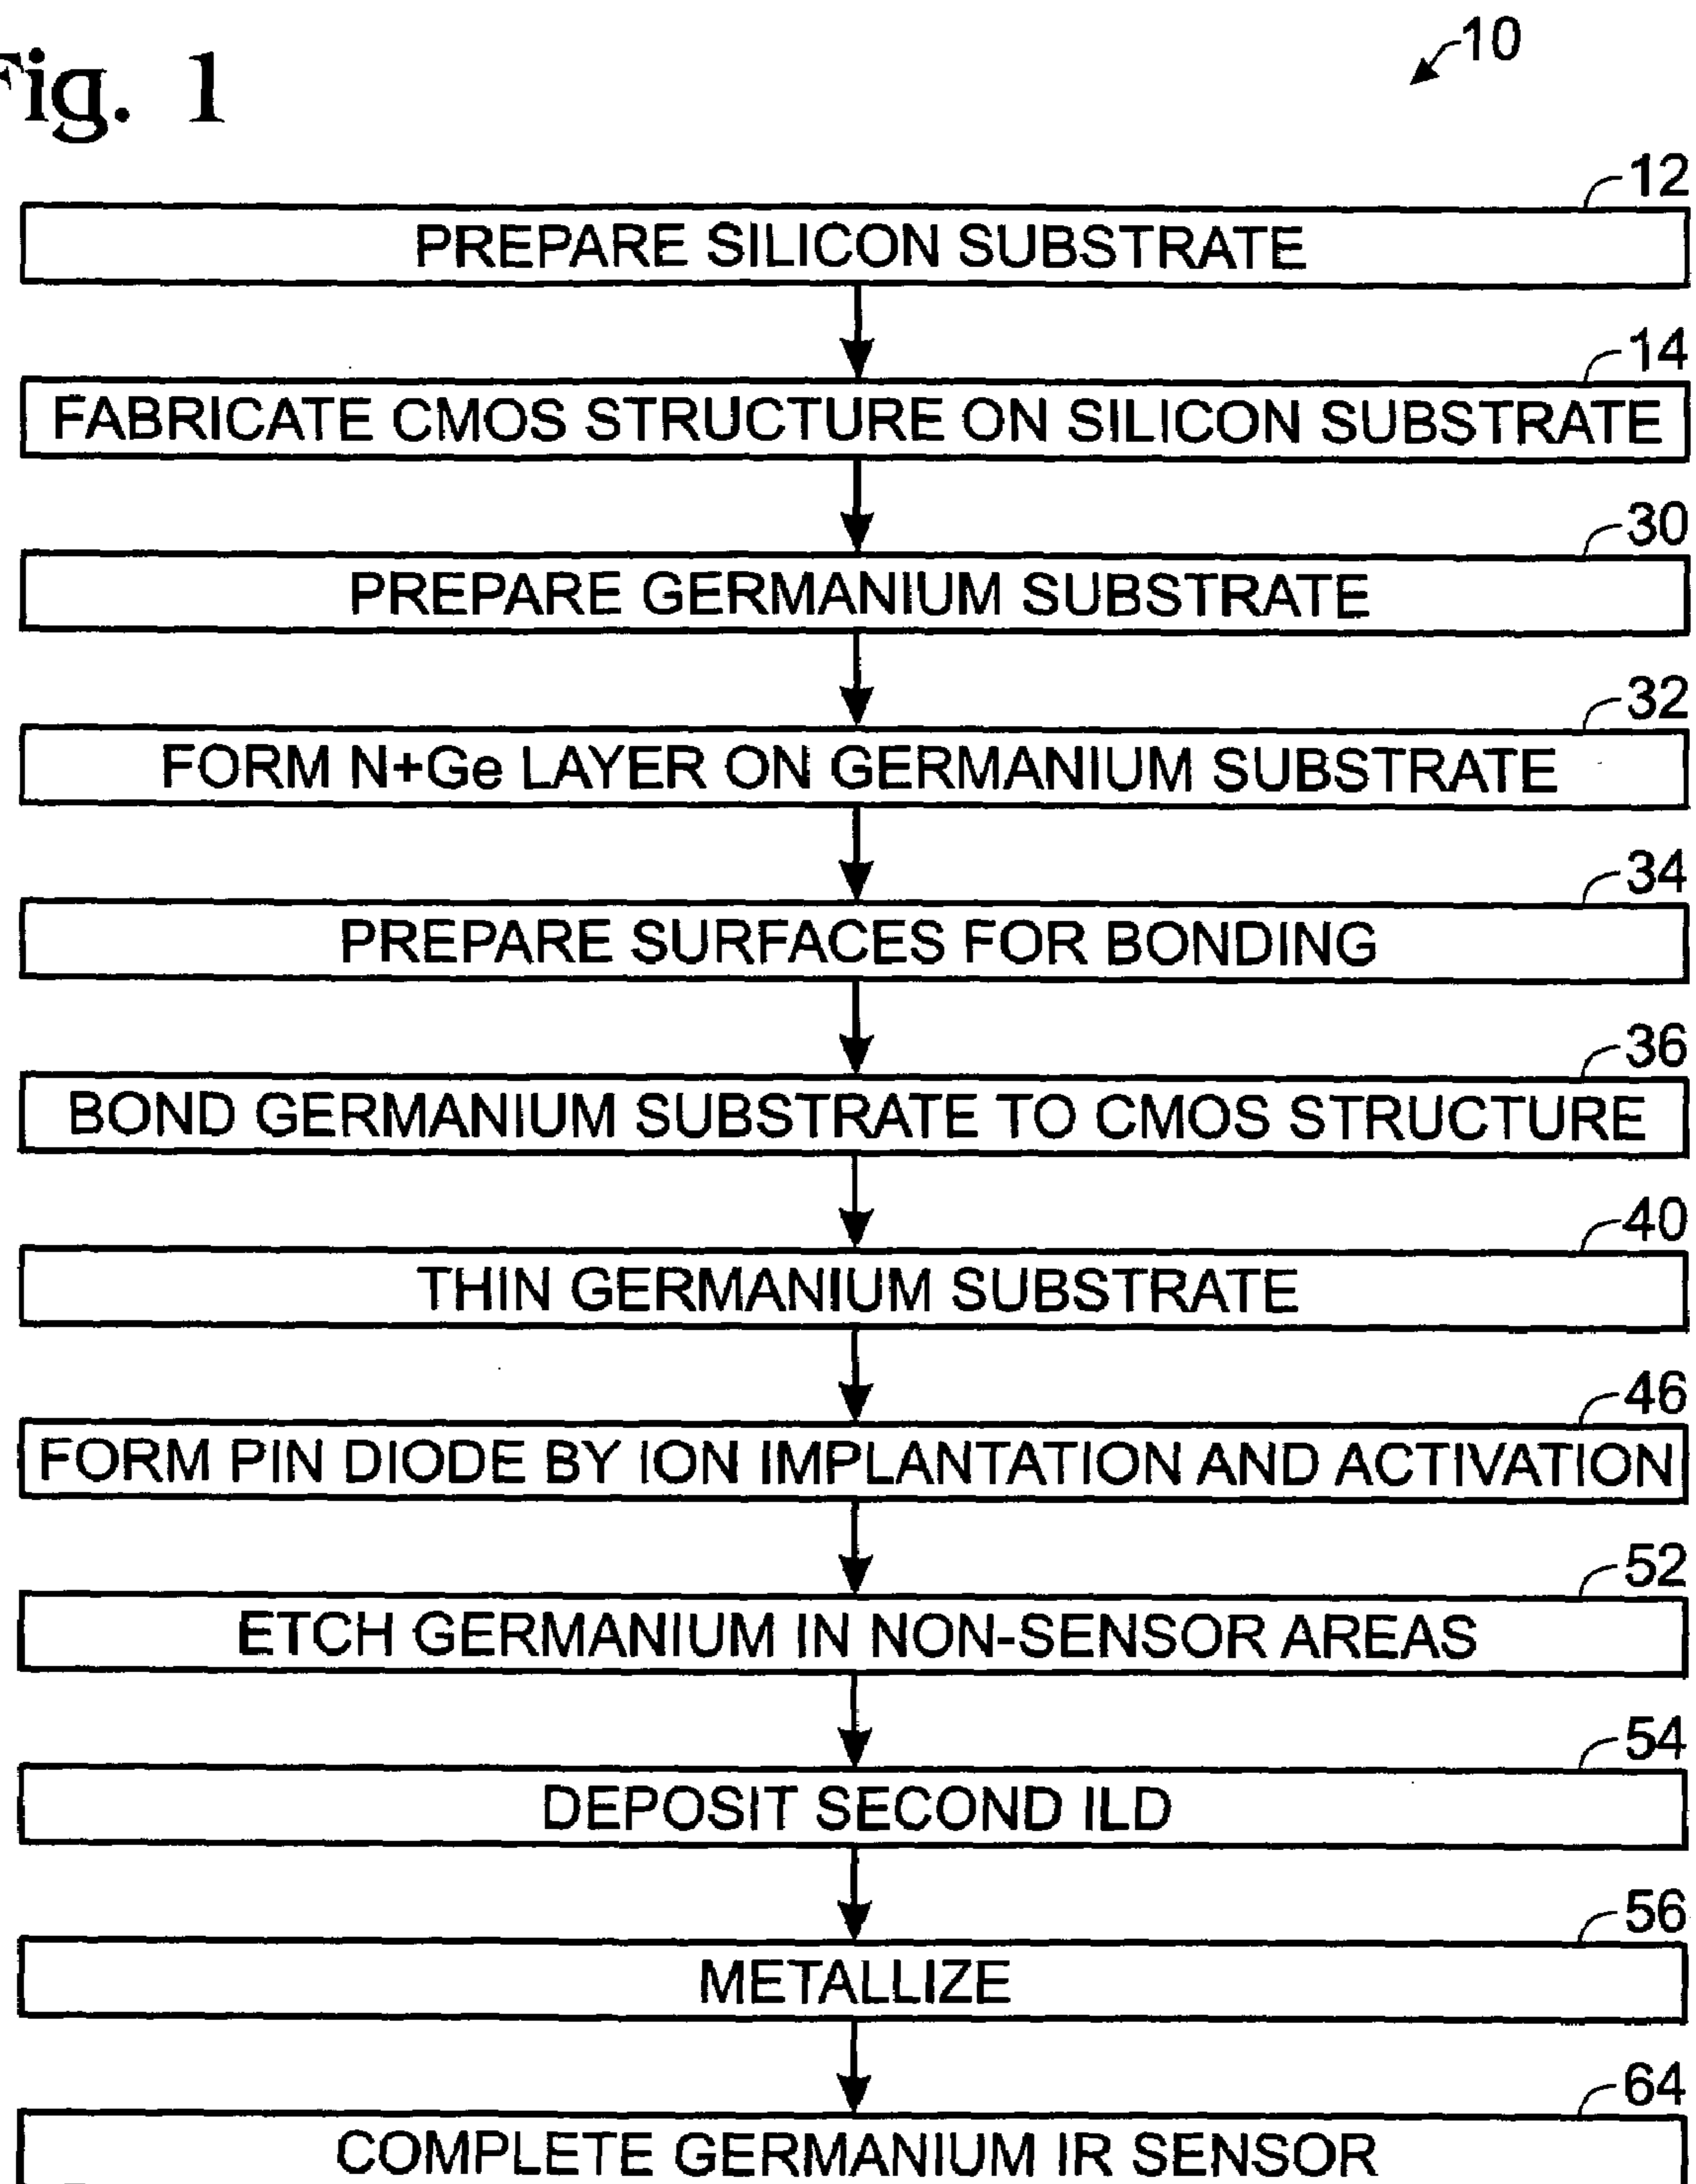 Fig. 1
10
12
PREPARE SILICON SUBSTRATE
14
FABRICATE CMOS STRUCTURE ON SILICON SUBSTRATE
30
PREPARE GERMANIUM SUBSTRATE
32
FORM N+Ge LAYER ON GERMANIUM SUBSTRATE
34
PREPARE SURFACES FOR BONDING
36
BOND GERMANIUM SUBSTRATE TO CMOS STRUCTURE
40
THIN GERMANIUM SUBSTRATE
46
FORM PIN DIODE BY ION IMPLANTATION AND ACTIVATION
52
ETCH GERMANIUM IN NON-SENSOR AREAS
54
DEPOSIT SECOND ILD
56
METALLIZE
64
COMPLETE GERMANIUM IR SENSOR